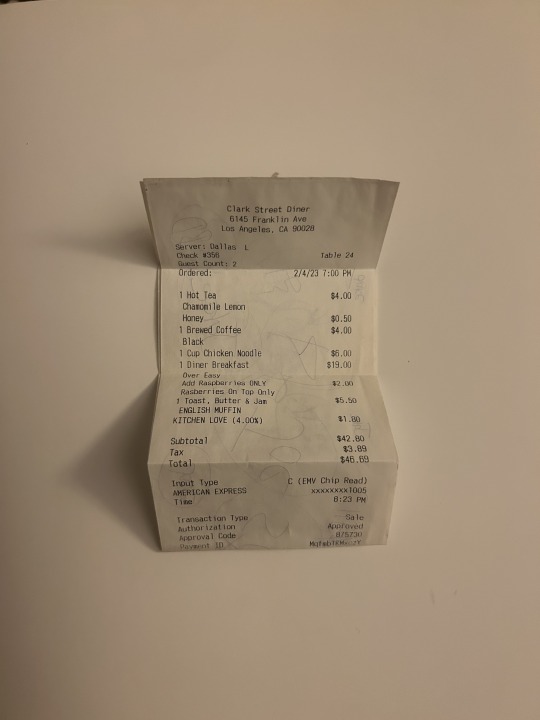 Clark Street Diner
6145 Franklin Ave
Los Angeles, CA 90028
Server: Dallas L
Check #356 Table 24
Guest Count: 2
Ordered: 2/4/23 7:00 PM
1 Hot Tea $4.00
Chamomile Lemon
Honey $0.50
1 Brewed Coffee $4.00
Black
1 Cup Chicken Noodle $6.00
1 Diner Breakfast $19.00
Over Easy
Add Raspberries ONLY $2.00
Rasberries On Top Only
1 Toast, Butter & Jam $5.50
ENGLISH MUFFIN
KITCHEN LOVE (4.00%) $1.80
Subtotal $42.80
Tax $3.89
Total $46.69
Input Type C (EMV Chip Read)
AMERICAN EXPRESS xxxxxxxx1005
Time 8:23 PM
Transaction Type Sale
Authorization Approved
Approval Code 875730
Payment ID